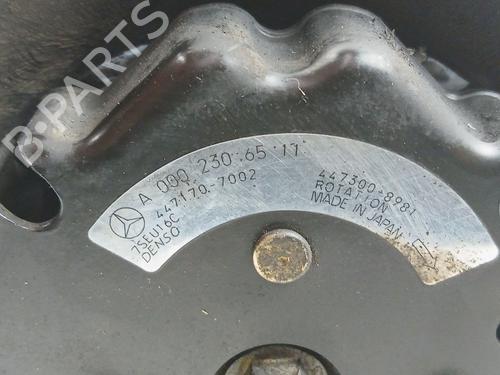 B-PARTS
A 000 230 65 11
447170-7002
7SEU16C
DENSO
447300-8981
ROTATION
MADE IN JAPAN